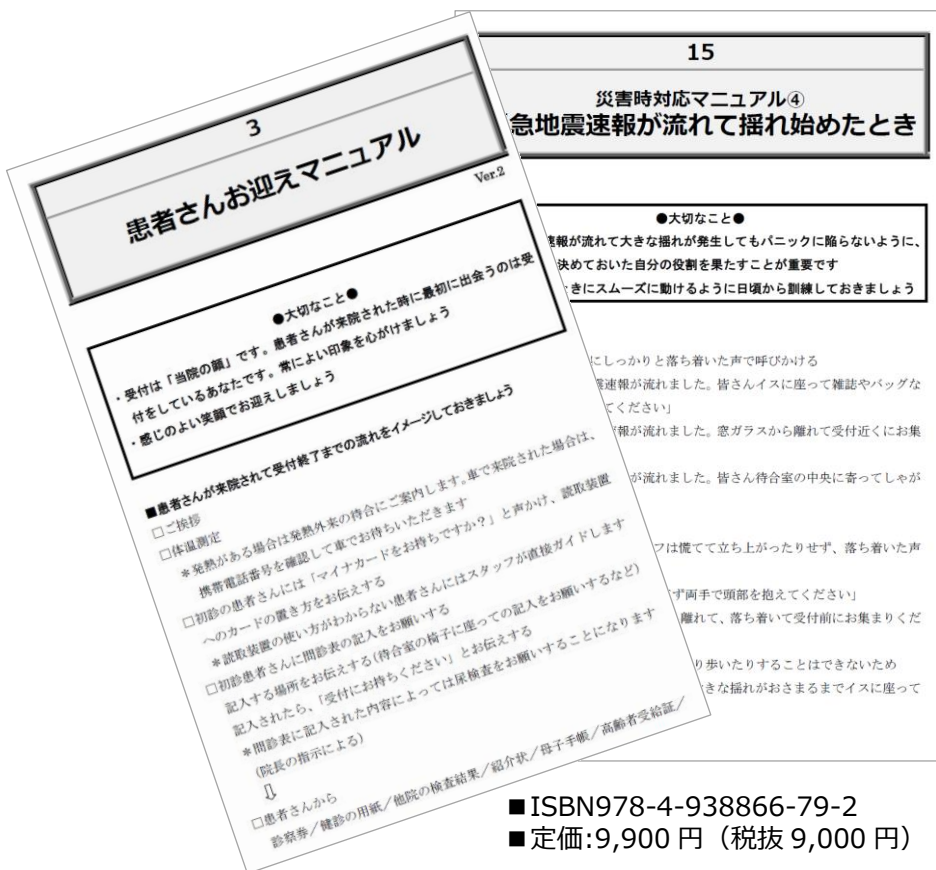 3
患者さんお迎えマニュアル
Ver.2
●大切なこと●
・受付は「当院の顔」です。患者さんが来院された時に最初に出会うのは受
付をしているあなたです。常によい印象を心がけましょう
・感じのよい笑顔でお迎えしましょう
■患者さんが来院されて受付終了までの流れをイメージしておきましょう
□ご挨拶
□体温測定
＊発熱がある場合は発熱外来の待合にご案内します。車で来院された場合は、
携帯電話番号を確認して車でお待ちいただきます
□初診の患者さんには「マイナカードをお持ちですか？」と声かけ、読取装置
へのカードの置き方をお伝えする
＊読取装置の使い方がわからない患者さんにはスタッフが直接ガイドします
□初診患者さんに問診表の記入をお願いする
記入する場所をお伝えする(待合室の椅子に座っての記入をお願いするなど)
記入されたら、「受付にお持ちください」とお伝えする
＊問診表に記入された内容によっては尿検査をお願いすることになります
(院長の指示による)
⇩
□患者さんから
診察券／健診の用紙／他院の検査結果／紹介状／母子手帳／高齢者受給証／
15
災害時対応マニュアル④
急地震速報が流れて揺れ始めたとき
●大切なこと●
速報が流れて大きな揺れが発生してもパニックに陥らないように、
決めておいた自分の役割を果たすことが重要です
ときにスムーズに動けるように日頃から訓練しておきましょう
にしっかりと落ち着いた声で呼びかける
震速報が流れました。皆さんイスに座って雑誌やバッグな
てください」
報が流れました。窓ガラスから離れて受付近くにお集
が流れました。皆さん待合室の中央に寄ってしゃが
フは慌てて立ち上がったりせず、落ち着いた声
ず両手で頭部を抱えてください」
離れて、落ち着いて受付前にお集まりくだ
り歩いたりすることはできないため
きな揺れがおさまるまでイスに座って
■ISBN978-4-938866-79-2
■定価:9,900 円（税抜 9,000 円）